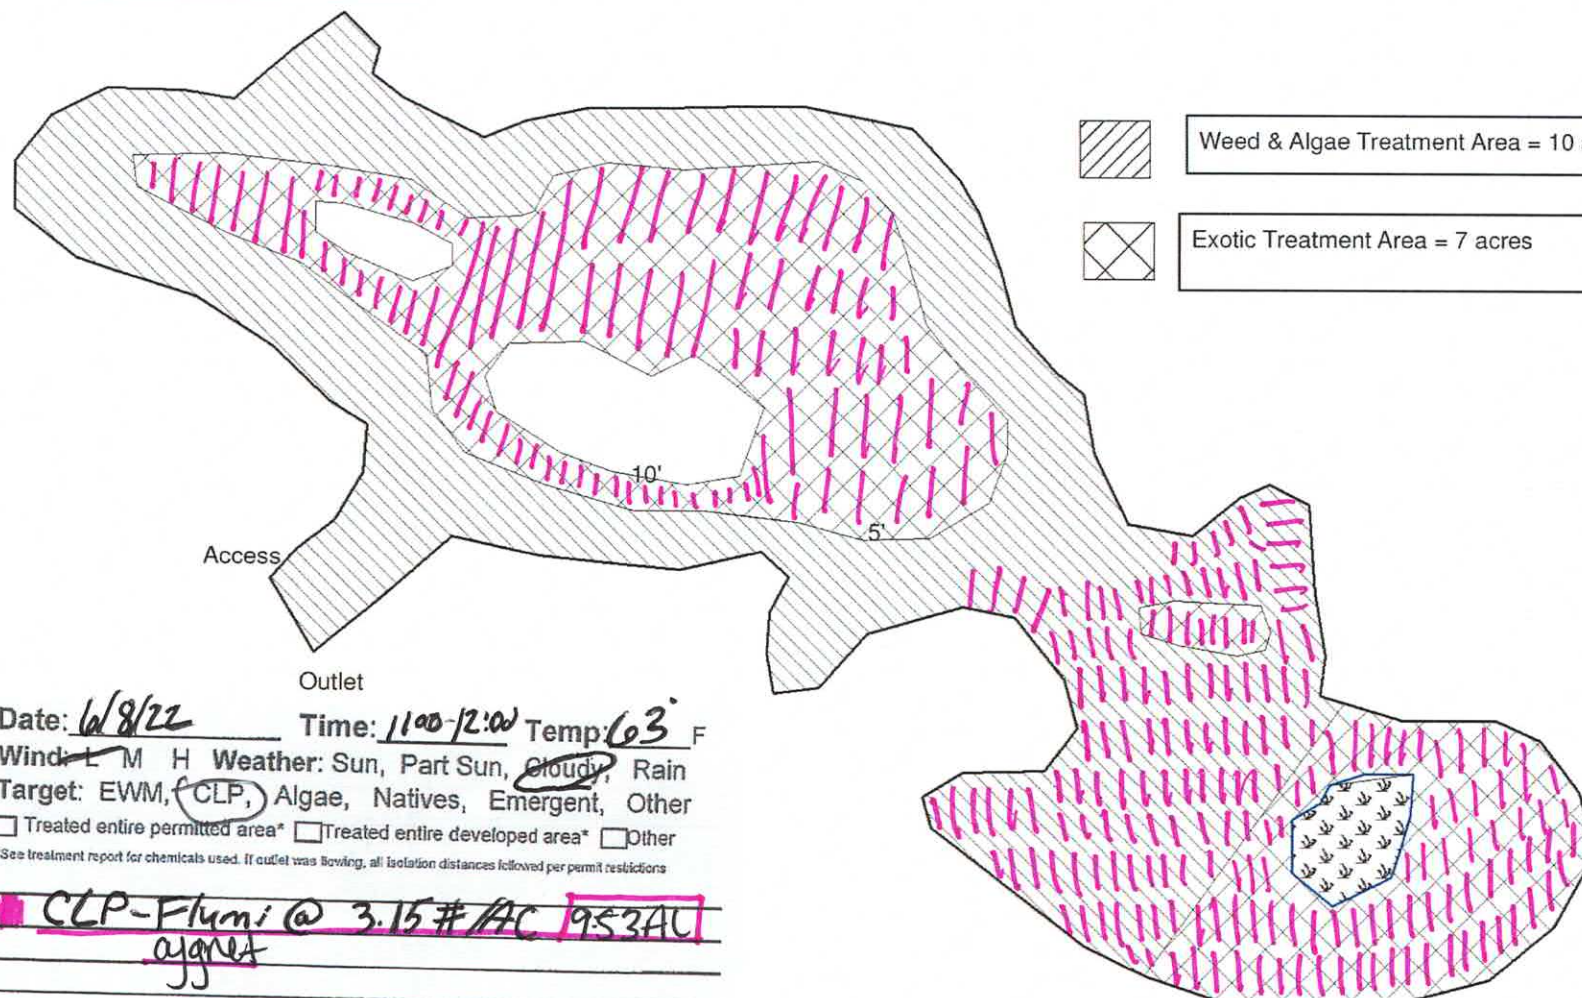 Weed & Algae Treatment Area = 10
Exotic Treatment Area = 7 acres
10'
5'
Access
Outlet
Date: 6/8/22 Time: 11:00-12:00 Temp: 63° F
Wind: L M H Weather: Sun, Part Sun, Cloudy, Rain
Target: EWM, CLP, Algae, Natives, Emergent, Other
Treated entire permitted area* Treated entire developed area* Other
*See treatment report for chemicals used. If outlet was flowing, all isolation distances followed per permit restrictions
CLP-Flumi @ 3.15#/AC 9.53AC
cygnet